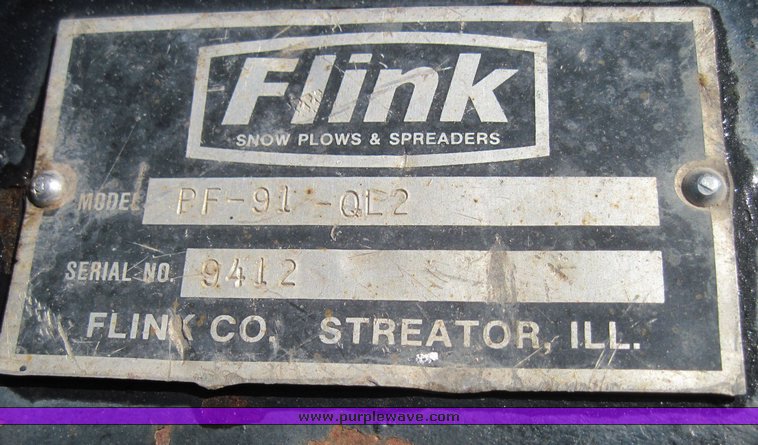 Flink
SNOW PLOWS & SPREADERS
MODEL PF-91-QL2
SERIAL NO. 9412
FLINK CO. STREATOR, ILL.
www.purplewave.com